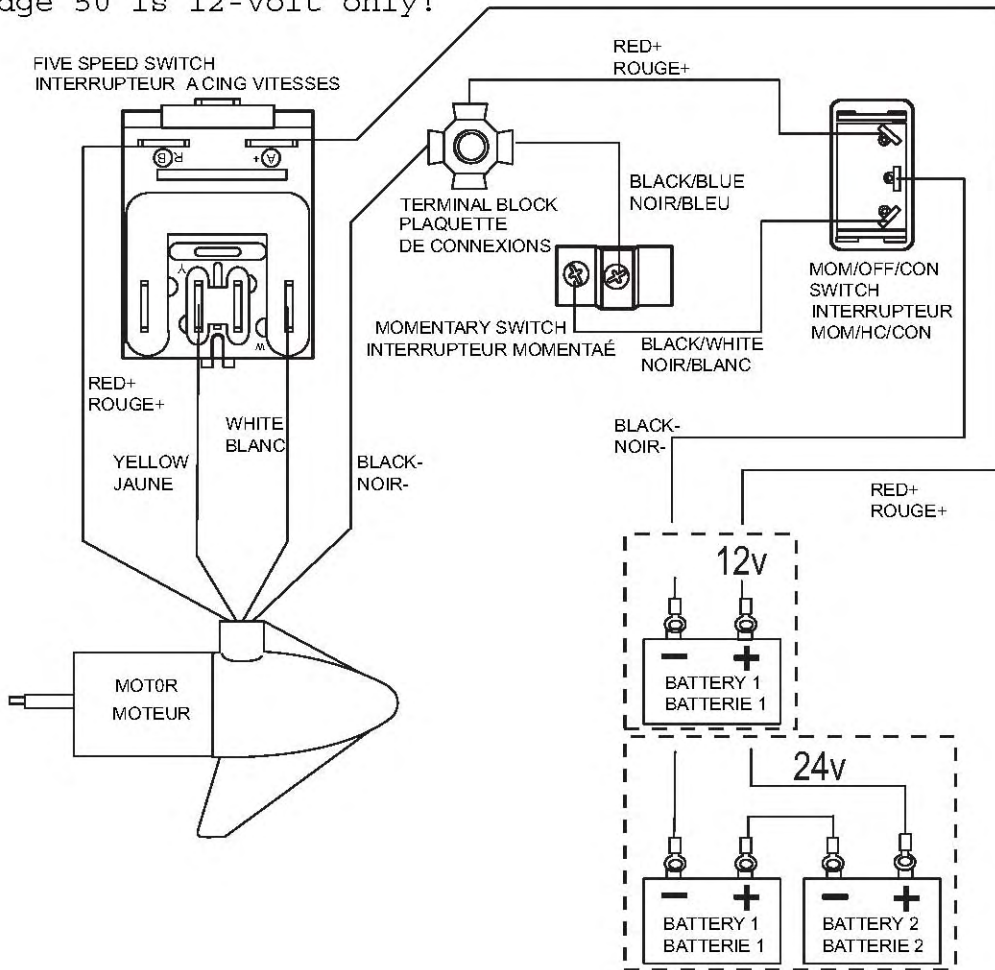 age 50 is 12-volt only!
FIVE SPEED SWITCH
INTERRUPTEUR A CING VITESSES
R B
A +
Y
W
RED+
ROUGE+
YELLOW
JAUNE
WHITE
BLANC
BLACK-
NOIR-
MOT0R
MOTEUR
TERMINAL BLOCK
PLAQUETTE
DE CONNEXIONS
RED+
ROUGE+
BLACK/BLUE
NOIR/BLEU
MOMENTARY SWITCH
INTERRUPTEUR MOMENTAÉ
BLACK/WHITE
NOIR/BLANC
MOM/OFF/CON
SWITCH
INTERRUPTEUR
MOM/HC/CON
BLACK-
NOIR-
RED+
ROUGE+
12v
- +
BATTERY 1
BATTERIE 1
24v
- +
BATTERY 1
BATTERIE 1
- +
BATTERY 2
BATTERIE 2